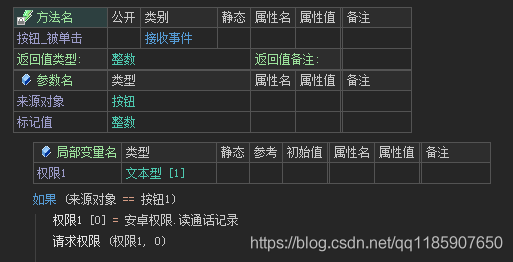 方法名 公开 类别 静态 属性名 属性值 备注
按钮_被单击 接收事件
返回值类型: 整数 返回值备注:
参数名 类型 属性名 属性值 备注
来源对象 按钮
标记值 整数
局部变量名 类型 静态 参考 初始值 属性名 属性值 备注
权限1 文本型 [1]
如果 (来源对象 == 按钮1)
权限1 [0] = 安卓权限.读通话记录
请求权限 (权限1, 0)
https://blog.csdn.net/qq1185907650